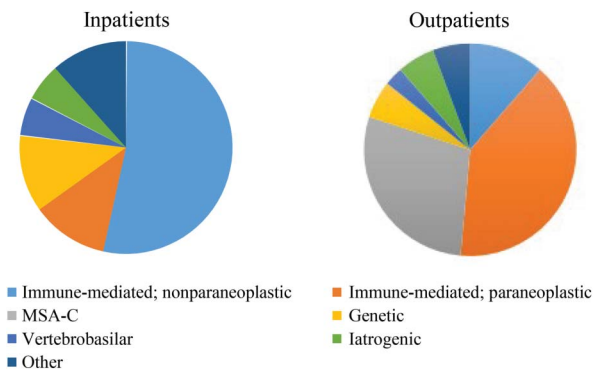 Inpatients
Outpatients
Immune-mediated; nonparaneoplastic
Immune-mediated; paraneoplastic
MSA-C
Genetic
Vertebrobasilar
Iatrogenic
Other